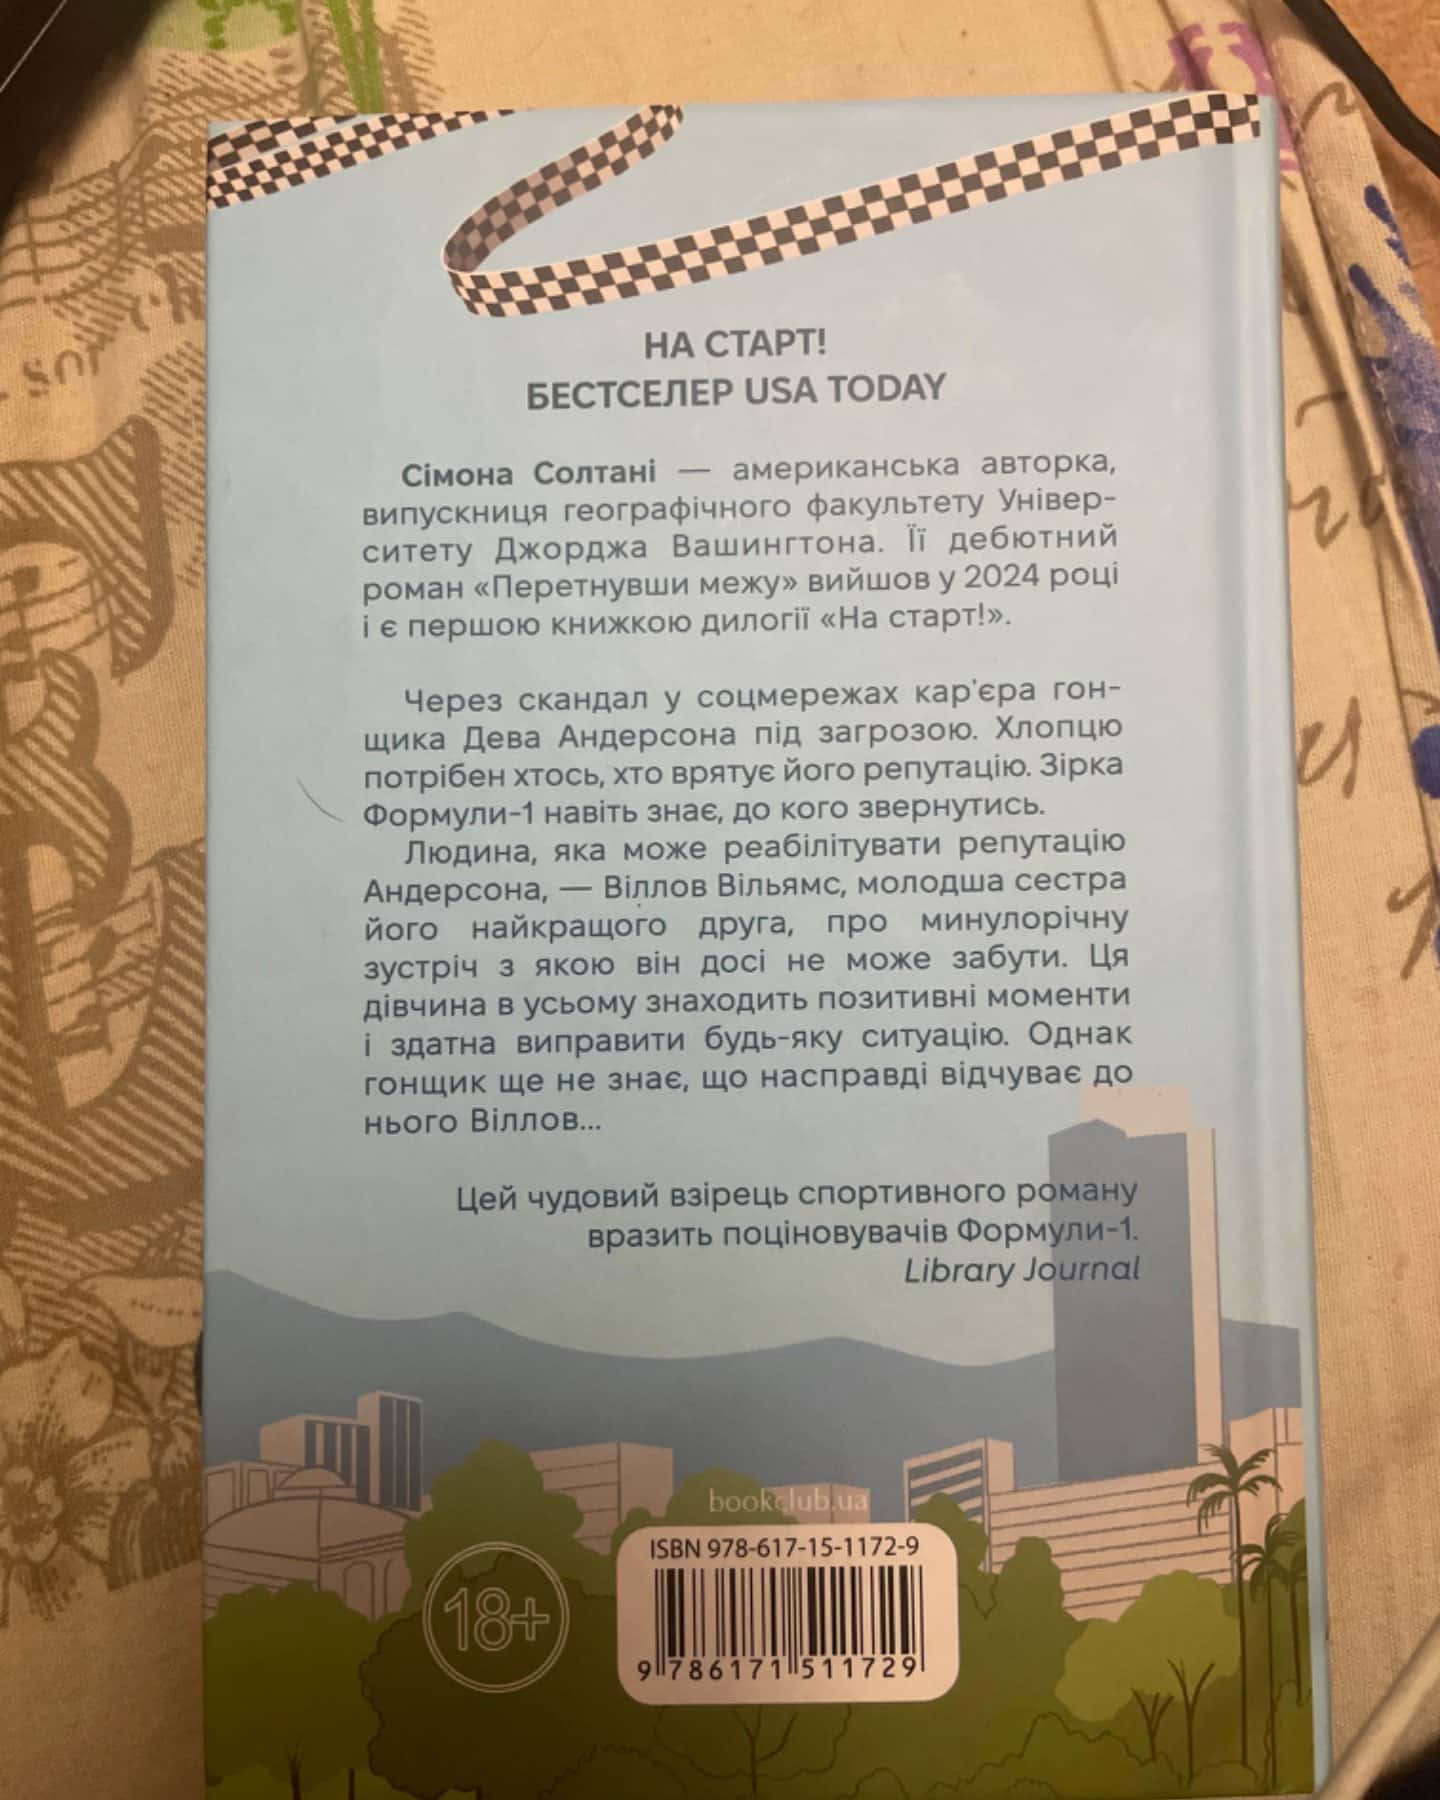 НА СТАРТ!
БЕСТСЕЛЕР USA TODAY
Сімона Солтані — американська авторка,
випускниця географічного факультету Універ-
ситету Джорджа Вашингтона. Її дебютний
роман «Перетнувши межу» вийшов у 2024 році
і є першою книжкою дилогії «На старт!».
Через скандал у соцмережах кар'єра гон-
щика Дева Андерсона під загрозою. Хлопцю
потрібен хтось, хто врятує його репутацію. Зірка
Формули-1 навіть знає, до кого звернутись.
Людина, яка може реабілітувати репутацію
Андерсона, — Віллов Вільямс, молодша сестра
його найкращого друга, про минулорічну
зустріч з якою він досі не може забути. Ця
дівчина в усьому знаходить позитивні моменти
і здатна виправити будь-яку ситуацію. Однак
гонщик ще не знає, що насправді відчуває до
нього Віллов...
Цей чудовий взірець спортивного роману
вразить поціновувачів Формули-1.
Library Journal
bookclub.ua
ISBN 978-617-15-1172-9
18+
9 786171 511729